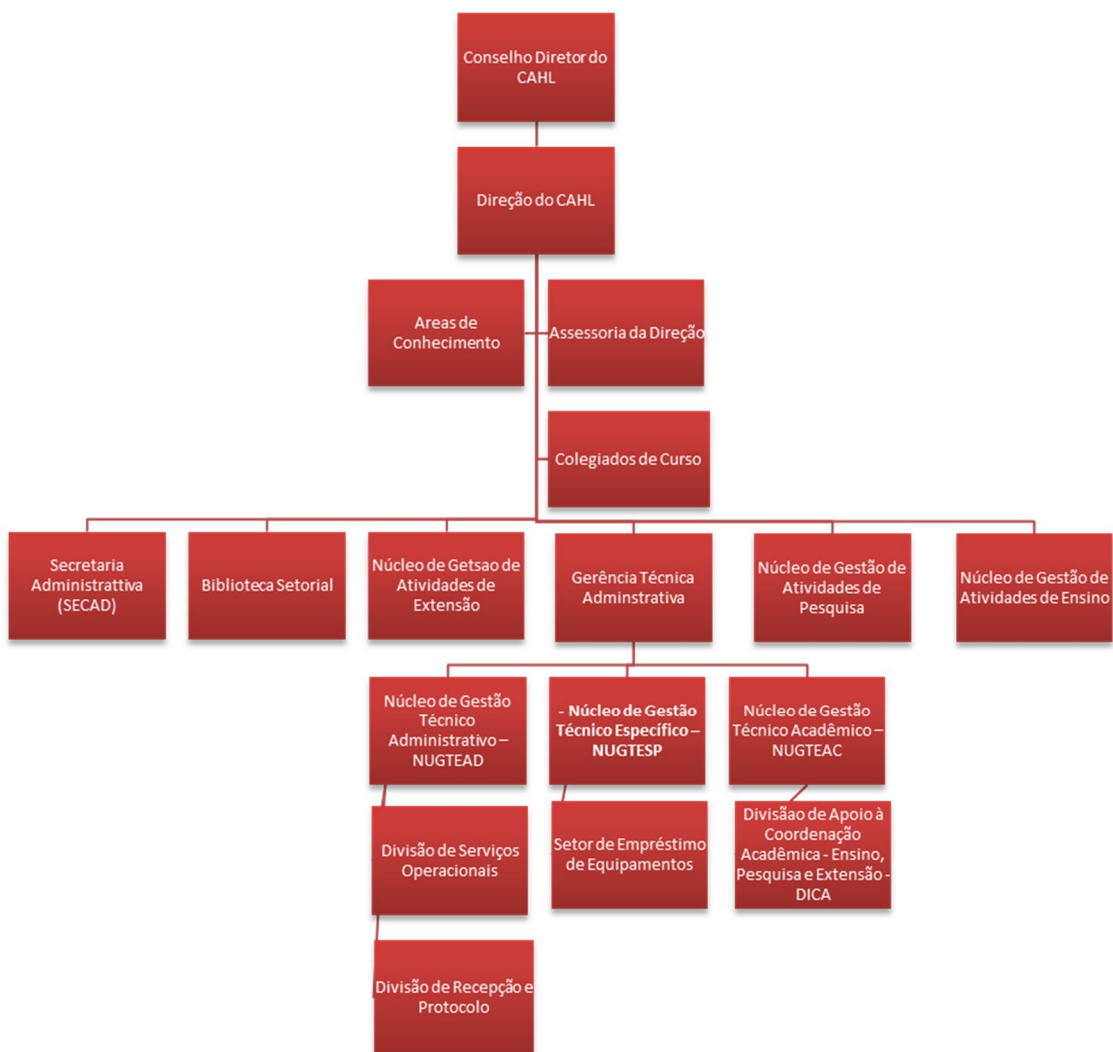 Conselho Diretor do
CAHL
Direção do CAHL
Areas de
Conhecimento
Assessoria da Direção
Colegiados de Curso
Secretaria
Administrattiva
(SECAD)
Biblioteca Setorial
Núcleo de Getsao de
Atividades de
Extensão
Gerência Técnica
Adminstrativa
Núcleo de Gestão de
Atividades de
Pesquisa
Núcleo de Gestão de
Atividades de Ensino
Núcleo de Gestão
Técnico
Administrativo –
NUGTEAD
- Núcleo de Gestão
Técnico Específico –
NUGTESP
Núcleo de Gestão
Técnico Acadêmico –
NUGTEAC
Divisão de Serviços
Operacionais
Setor de Empréstimo
de Equipamentos
Divisãao de Apoio à
Coordenação
Acadêmica - Ensino,
Pesquisa e Extensão -
DICA
Divisão de Recepção e
Protocolo